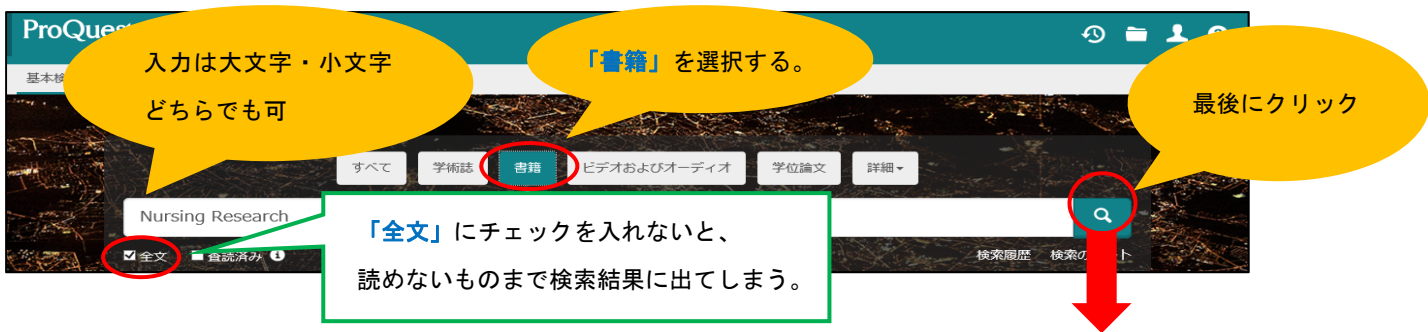 ProQues
入力は大文字・小文字
どちらでも可
「書籍」を選択する。
最後にクリック
基本検
すべて
学術誌
書籍
ビデオおよびオーディオ
学位論文
詳細
Nursing Research
「全文」にチェックを入れないと、
読めないものまで検索結果に出てしまう。
全文
査読済み
検索履歴
検索の
ト